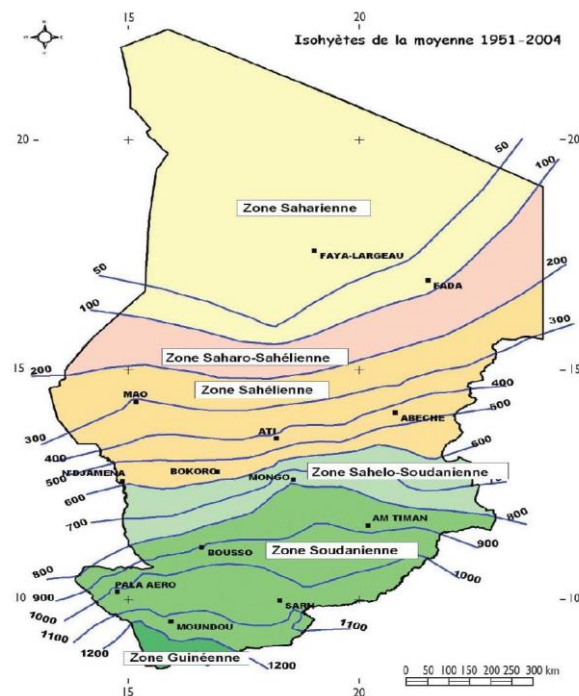 15
20
Isohyètes de la moyenne 1951-2004
20
20
50
100
Zone Saharienne
FAYA-LARGEAU
200
50
FADA
100
300
15
Zone Saharo-Sahélienne
15
200
Zone Sahélienne
400
MAO
500
300
ABECHE
ATI
400
600
N'DJAMENA
BOKORO
MONGO
Zone Sahelo-Soudanienne
500
600
700
AM TIMAN
800
BOUSSO
Zone Soudanienne
900
800
1000
900
PALA AERO
10
SARH
10
1000
MOUNDOU
1100
1100
1200
Zone Guinéenne
1200
15
20
0 50 100 150 200 250 300 km